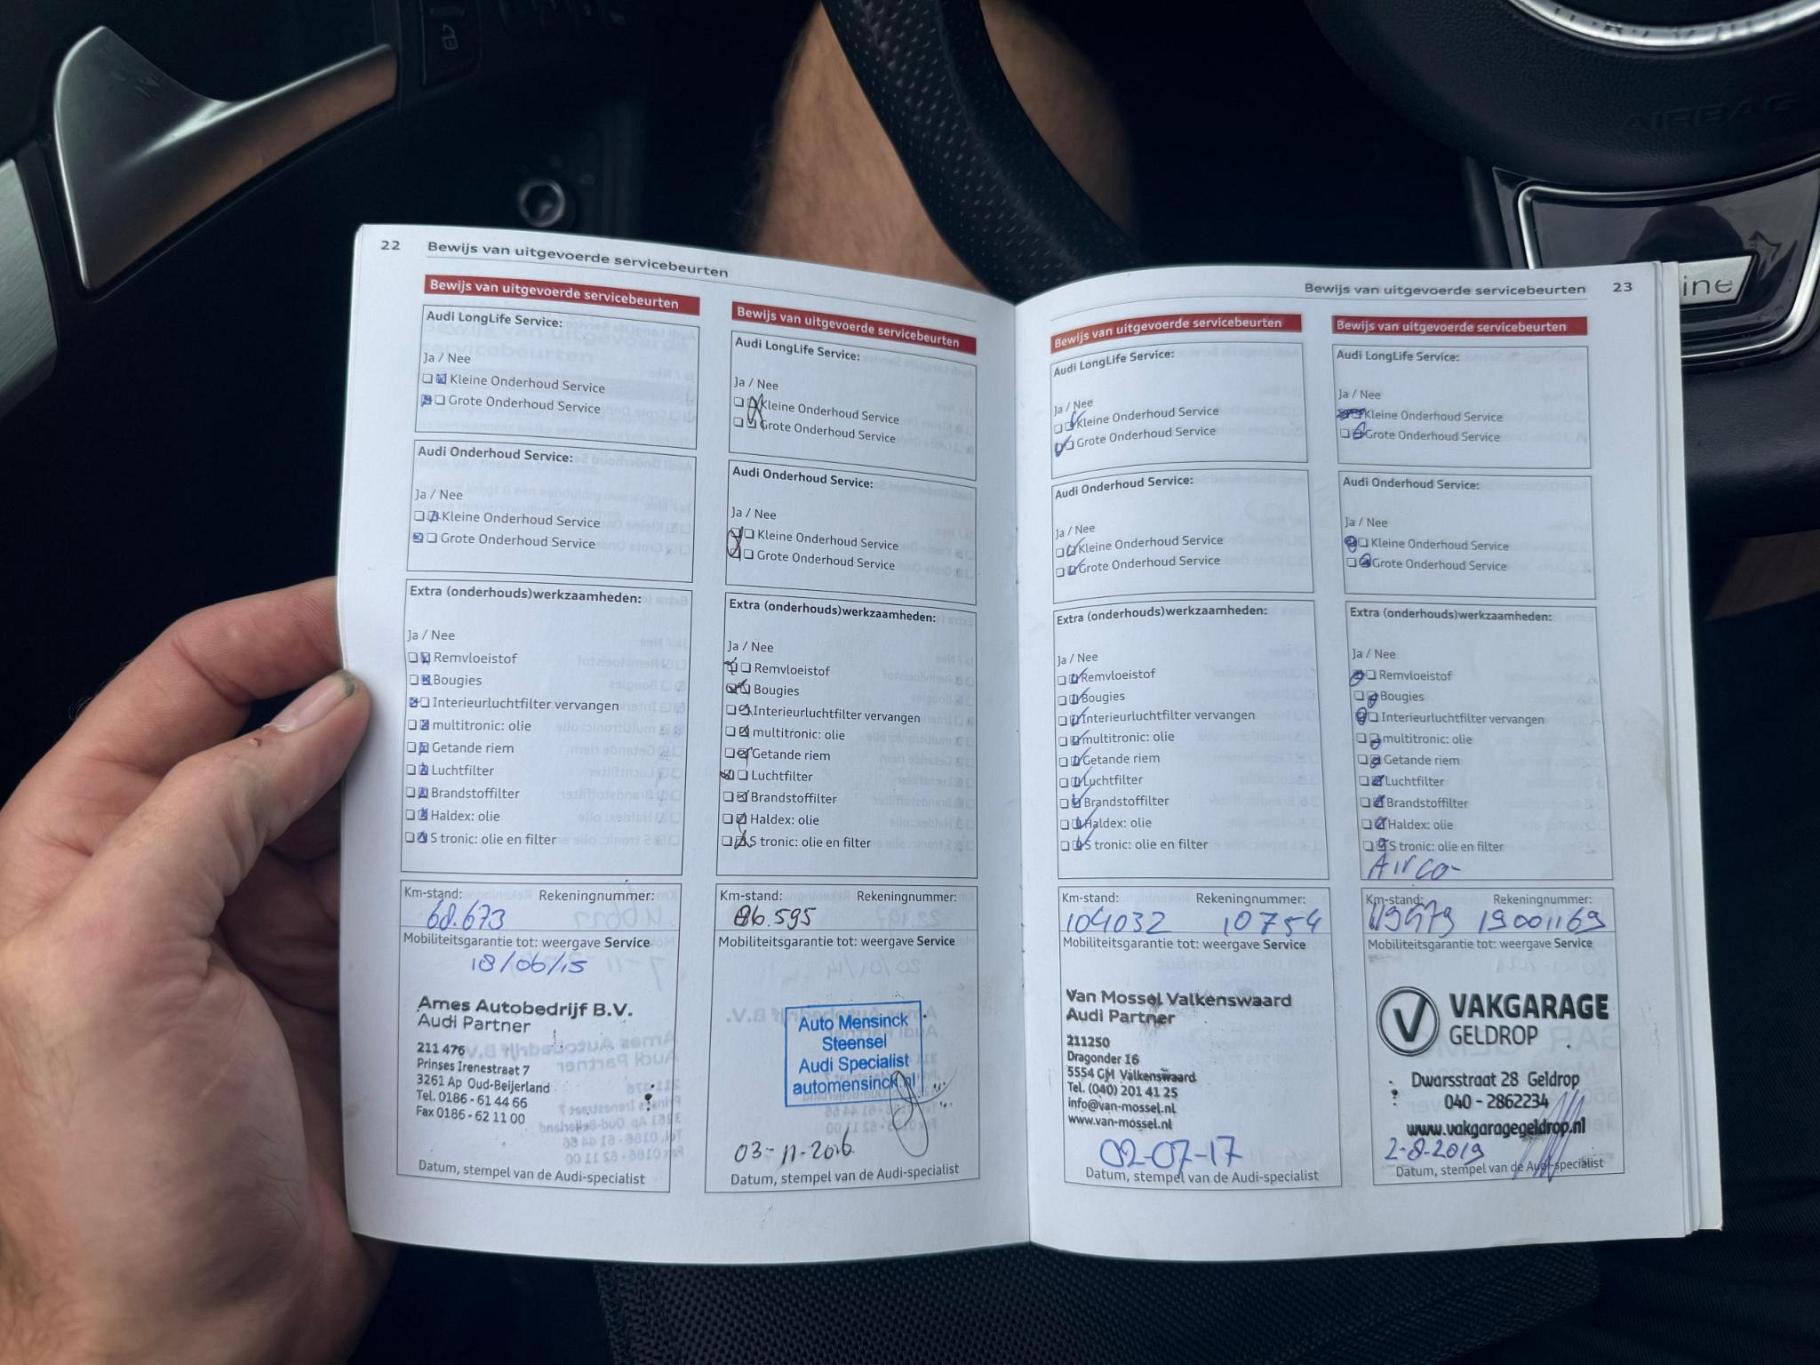 22 Bewijs van uitgevoerde servicebeurten
Bewijs van uitgevoerde servicebeurten
Audi LongLife Service:
Ja / Nee
Kleine Onderhoud Service
Grote Onderhoud Service
Audi Onderhoud Service:
Ja / Nee
Kleine Onderhoud Service
Grote Onderhoud Service
Extra (onderhouds)werkzaamheden:
Ja / Nee
Remvloeistof
Bougies
Interieurluchtfilter vervangen
multitronic: olie
Getande riem
Luchtfilter
Brandstoffilter
Haldex: olie
S tronic: olie en filter
Km-stand: Rekeningnummer:
68.673
Mobiliteitsgarantie tot: weergave Service
18/06/15
Ames Autobedrijf B.V.
Audi Partner
211 476
Prinses Irenestraat 7
3261 Ap Oud-Beijerland
Tel. 0186 - 61 44 66
Fax 0186 - 62 11 00
Datum, stempel van de Audi-specialist
Bewijs van uitgevoerde servicebeurten
Audi LongLife Service:
Ja / Nee
Kleine Onderhoud Service
Grote Onderhoud Service
Audi Onderhoud Service:
Ja / Nee
Kleine Onderhoud Service
Grote Onderhoud Service
Extra (onderhouds)werkzaamheden:
Ja / Nee
Remvloeistof
Bougies
Interieurluchtfilter vervangen
multitronic: olie
Getande riem
Luchtfilter
Brandstoffilter
Haldex: olie
S tronic: olie en filter
Km-stand: Rekeningnummer:
86.595
Mobiliteitsgarantie tot: weergave Service
Auto Mensinck
Steensel
Audi Specialist
automensinck.nl
03-11-2016
Datum, stempel van de Audi-specialist
Bewijs van uitgevoerde servicebeurten 23
Bewijs van uitgevoerde servicebeurten
Audi LongLife Service:
Ja / Nee
Kleine Onderhoud Service
Grote Onderhoud Service
Audi Onderhoud Service:
Ja / Nee
Kleine Onderhoud Service
Grote Onderhoud Service
Extra (onderhouds)werkzaamheden:
Ja / Nee
Remvloeistof
Bougies
Interieurluchtfilter vervangen
multitronic: olie
Getande riem
Luchtfilter
Brandstoffilter
Haldex: olie
S tronic: olie en filter
Km-stand: Rekeningnummer:
104032 10754
Mobiliteitsgarantie tot: weergave Service
Van Mossel Valkenswaard
Audi Partner
211250
Dragonder 16
5554 GM Valkenswaard
Tel. (040) 201 41 25
info@van-mossel.nl
www.van-mossel.nl
02-07-17
Datum, stempel van de Audi-specialist
Bewijs van uitgevoerde servicebeurten
Audi LongLife Service:
Ja / Nee
Kleine Onderhoud Service
Grote Onderhoud Service
Audi Onderhoud Service:
Ja / Nee
Kleine Onderhoud Service
Grote Onderhoud Service
Extra (onderhouds)werkzaamheden:
Ja / Nee
Remvloeistof
Bougies
Interieurluchtfilter vervangen
multitronic: olie
Getande riem
Luchtfilter
Brandstoffilter
Haldex: olie
S tronic: olie en filter
Airco-
Km-stand: Rekeningnummer:
19001169
Mobiliteitsgarantie tot: weergave Service
VAKGARAGE
GELDROP
Dwarsstraat 28 Geldrop
040 - 2862234
www.vakgaragegeldrop.nl
2-8-2019
Datum, stempel van de Audi-specialist
AIRBAG
ine